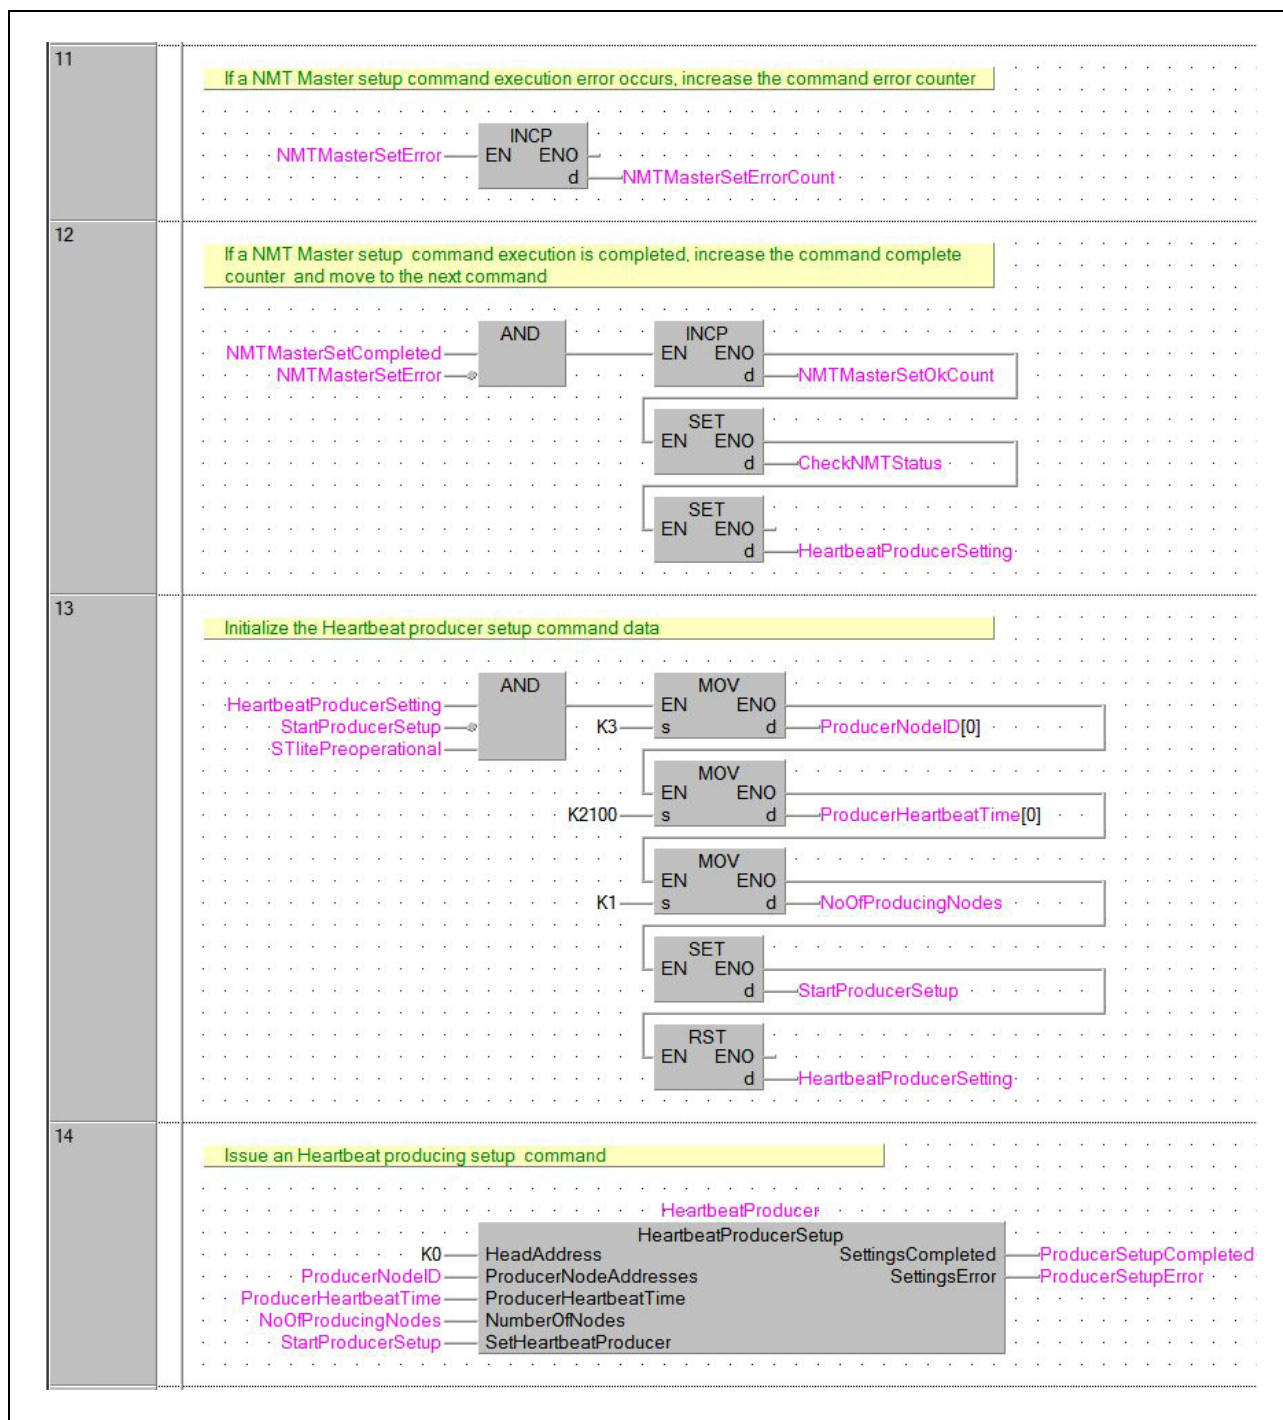 11
If a NMT Master setup command execution error occurs, increase the command error counter
INCP
NMTMasterSetError EN ENO
d NMTMasterSetErrorCount
12
If a NMT Master setup command execution is completed, increase the command complete
counter and move to the next command
AND INCP
NMTMasterSetCompleted EN ENO
NMTMasterSetError d NMTMasterSetOkCount
SET
EN ENO
d CheckNMTStatus
SET
EN ENO
d HeartbeatProducerSetting
13
Initialize the Heartbeat producer setup command data
AND MOV
HeartbeatProducerSetting EN ENO
StartProducerSetup K3 s d ProducerNodeID[0]
STlitePreoperational
MOV
EN ENO
K2100 s d ProducerHeartbeatTime[0]
MOV
EN ENO
K1 s d NoOfProducingNodes
SET
EN ENO
d StartProducerSetup
RST
EN ENO
d HeartbeatProducerSetting
14
Issue an Heartbeat producing setup command
HeartbeatProducer
HeartbeatProducerSetup
K0 HeadAddress SettingsCompleted ProducerSetupCompleted
ProducerNodeID ProducerNodeAddresses SettingsError ProducerSetupError
ProducerHeartbeatTime ProducerHeartbeatTime
NoOfProducingNodes NumberOfNodes
StartProducerSetup SetHeartbeatProducer